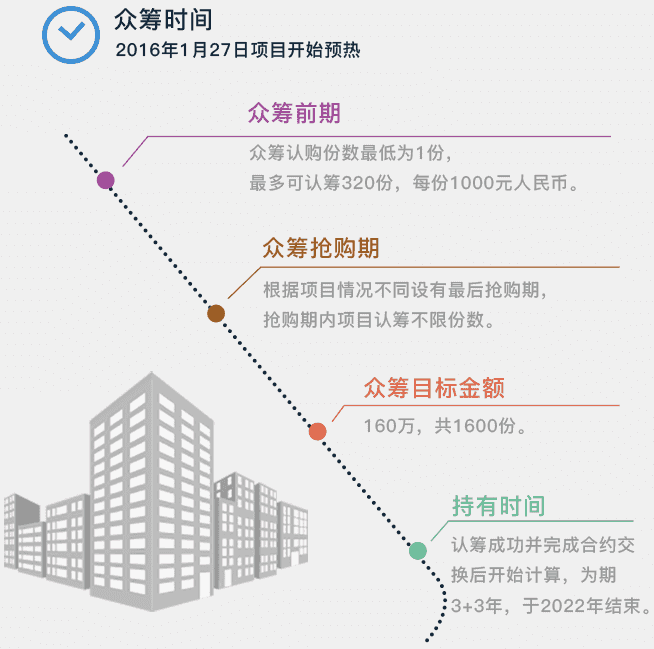 众筹时间
2016年1月27日项目开始预热
众筹前期
众筹认购份数最低为1份，
最多可认筹320份，每份1000元人民币。
众筹抢购期
根据项目情况不同设有最后抢购期，
抢购期内项目认筹不限份数。
众筹目标金额
160万，共1600份。
持有时间
认筹成功并完成合约交
换后开始计算，为期
3+3年，于2022年结束。